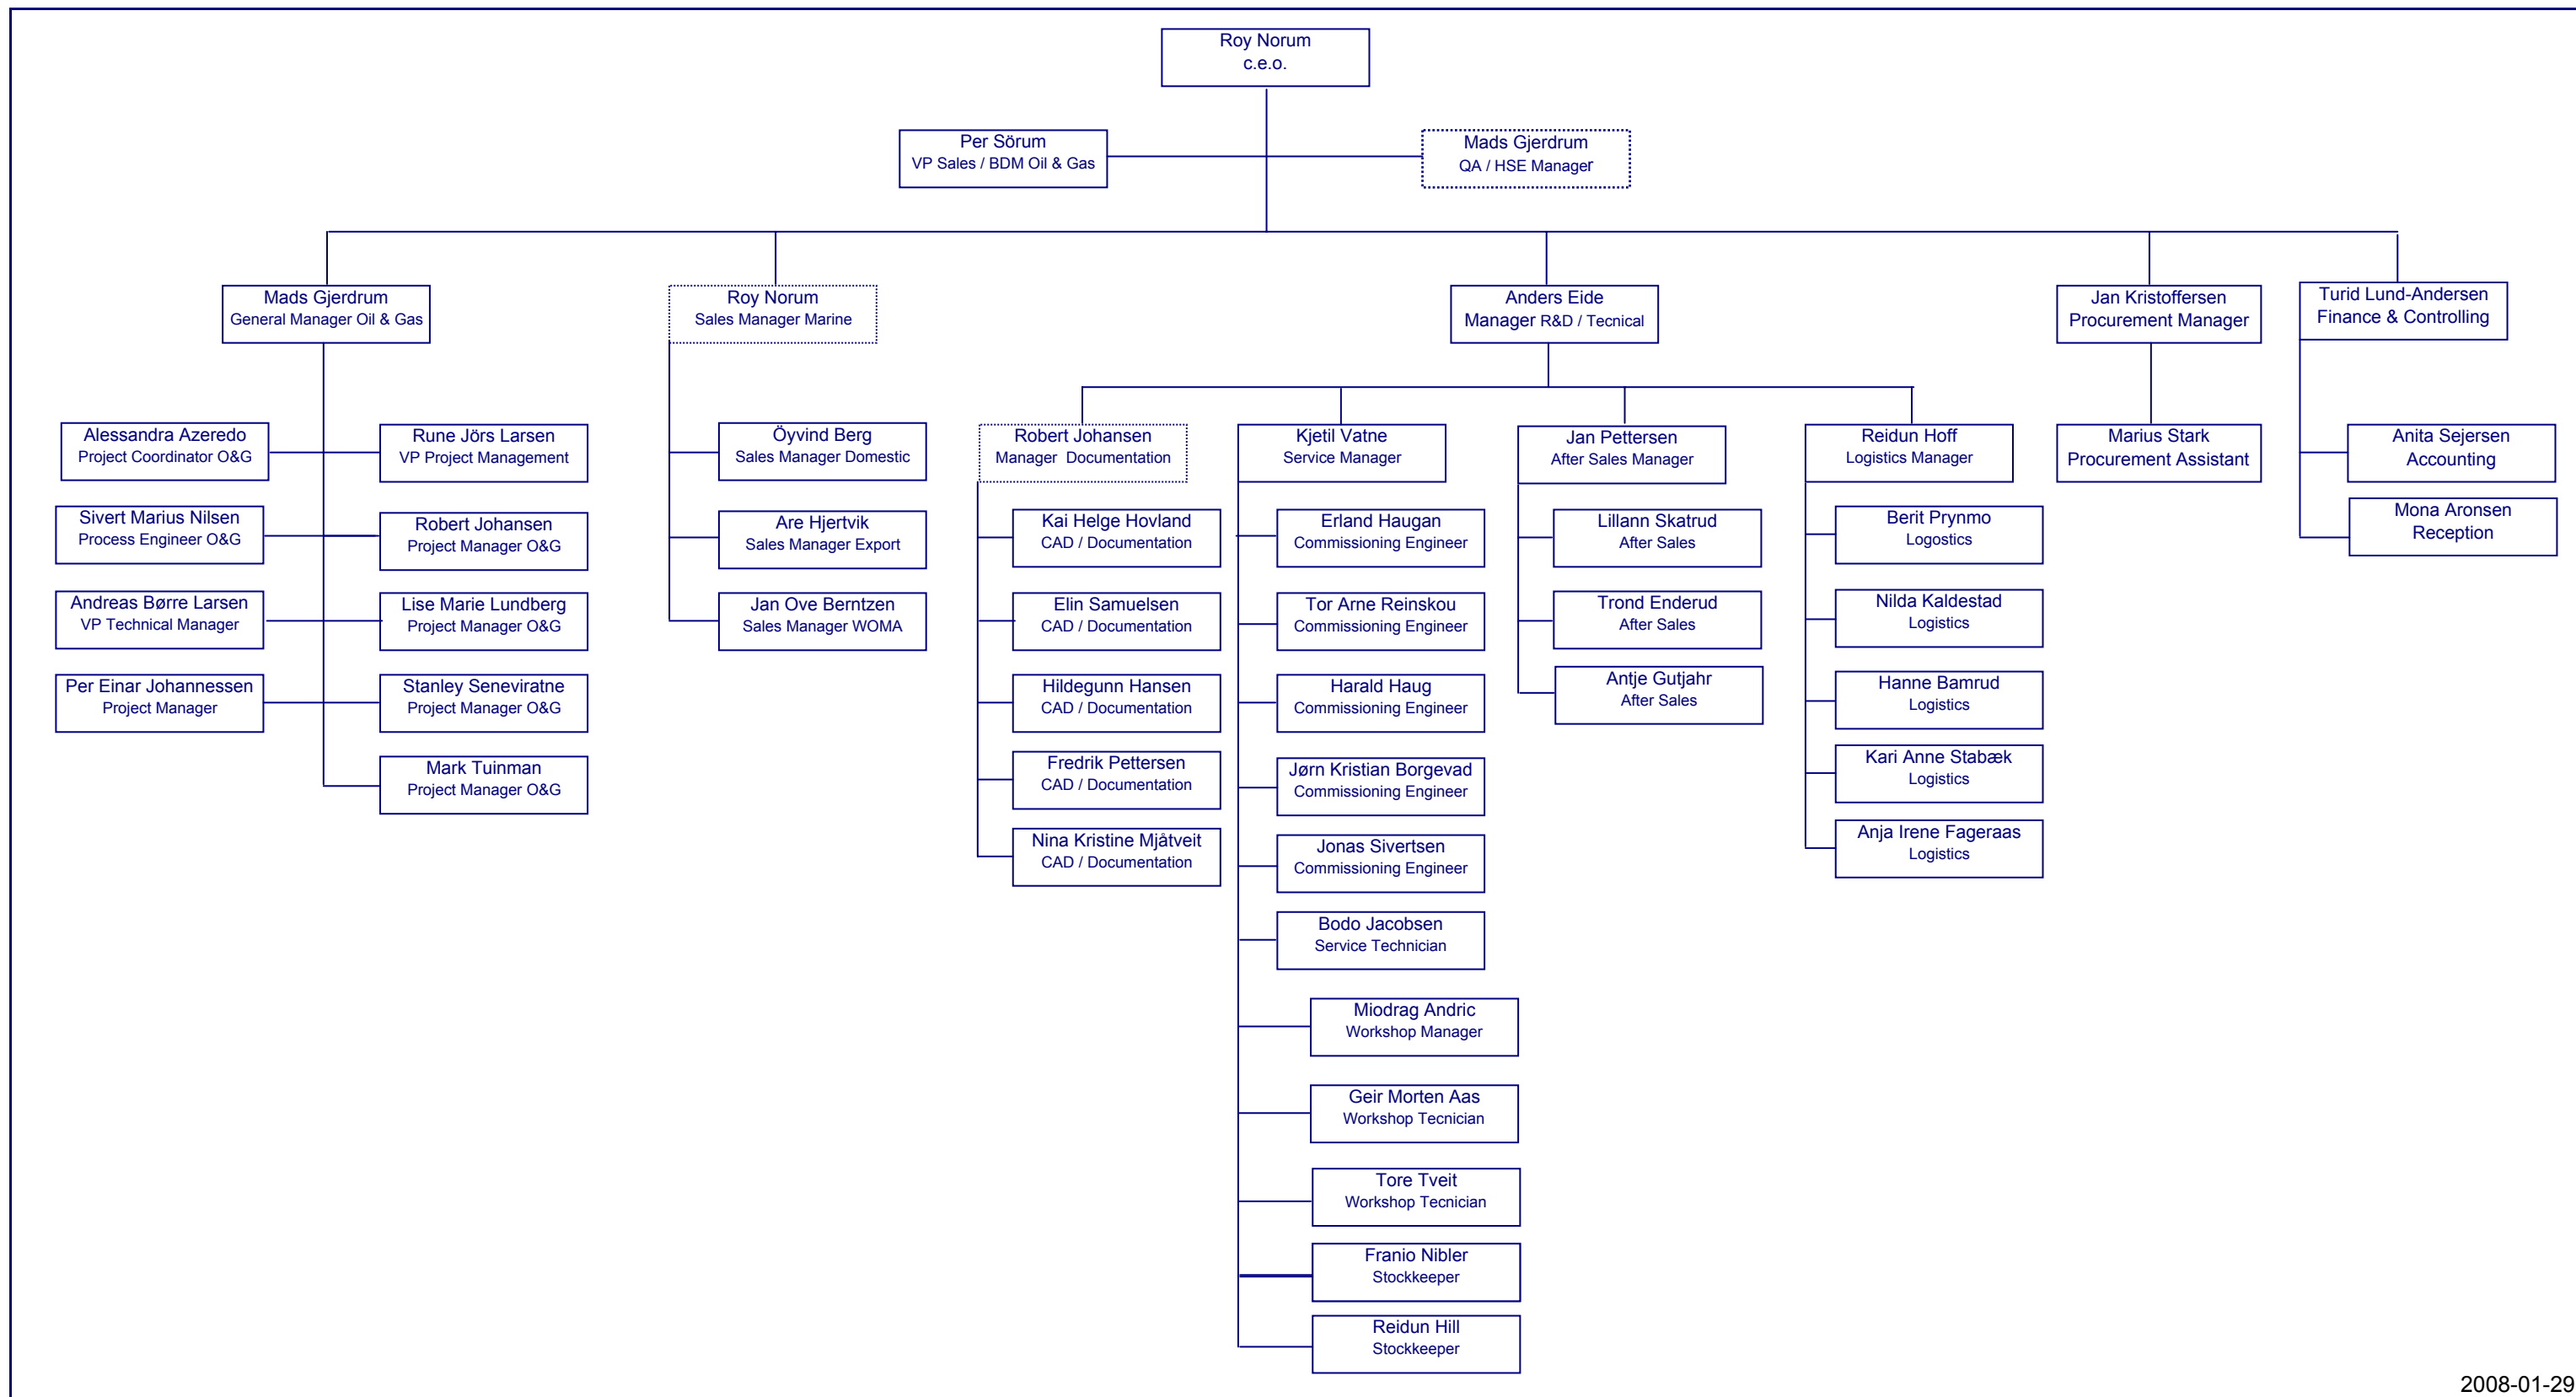 Roy Norum
c.e.o.
Per Sörum
VP Sales / BDM Oil & Gas
Mads Gjerdrum
QA / HSE Manager
Mads Gjerdrum
General Manager Oil & Gas
Roy Norum
Sales Manager Marine
Anders Eide
Manager R&D / Tecnical
Jan Kristoffersen
Procurement Manager
Turid Lund-Andersen
Finance & Controlling
Alessandra Azeredo
Project Coordinator O&G
Rune Jörs Larsen
VP Project Management
Sivert Marius Nilsen
Process Engineer O&G
Robert Johansen
Project Manager O&G
Andreas Børre Larsen
VP Technical Manager
Lise Marie Lundberg
Project Manager O&G
Per Einar Johannessen
Project Manager
Stanley Seneviratne
Project Manager O&G
Mark Tuinman
Project Manager O&G
Öyvind Berg
Sales Manager Domestic
Are Hjertvik
Sales Manager Export
Jan Ove Berntzen
Sales Manager WOMA
Robert Johansen
Manager  Documentation
Kai Helge Hovland
CAD / Documentation
Elin Samuelsen
CAD / Documentation
Hildegunn Hansen
CAD / Documentation
Fredrik Pettersen
CAD / Documentation
Nina Kristine Mjåtveit
CAD / Documentation
Kjetil Vatne
Service Manager
Erland Haugan
Commissioning Engineer
Tor Arne Reinskou
Commissioning Engineer
Harald Haug
Commissioning Engineer
Jørn Kristian Borgevad
Commissioning Engineer
Jonas Sivertsen
Commissioning Engineer
Bodo Jacobsen
Service Technician
Miodrag Andric
Workshop Manager
Geir Morten Aas
Workshop Tecnician
Tore Tveit
Workshop Tecnician
Franio Nibler
Stockkeeper
Reidun Hill
Stockkeeper
Jan Pettersen
After Sales Manager
Lillann Skatrud
After Sales
Trond Enderud
After Sales
Antje Gutjahr
After Sales
Reidun Hoff
Logistics Manager
Berit Prynmo
Logostics
Nilda Kaldestad
Logistics
Hanne Bamrud
Logistics
Kari Anne Stabæk
Logistics
Anja Irene Fageraas
Logistics
Marius Stark
Procurement Assistant
Anita Sejersen
Accounting
Mona Aronsen
Reception
2008-01-29